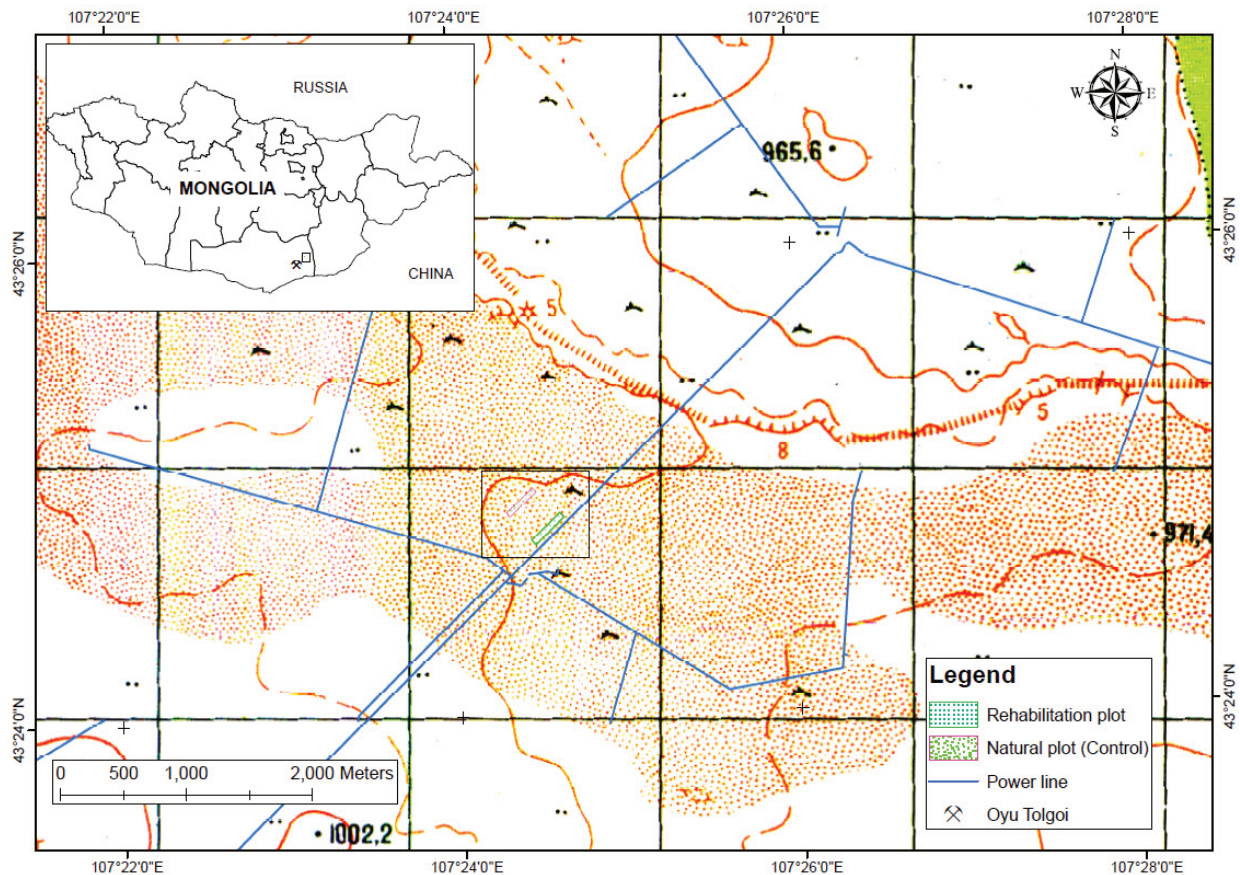 107°22'0"E 107°24'0"E 107°26'0"E 107°28'0"E
RUSSIA
MONGOLIA
CHINA
N
W E
S
965,6
43°26'0"N
43°26'0"N
5
5
8
971,4
43°24'0"N
43°24'0"N
Legend
Rehabilitation plot
Natural plot (Control)
Power line
Oyu Tolgoi
0 500 1,000 2,000 Meters
1002,2
107°22'0"E 107°24'0"E 107°26'0"E 107°28'0"E